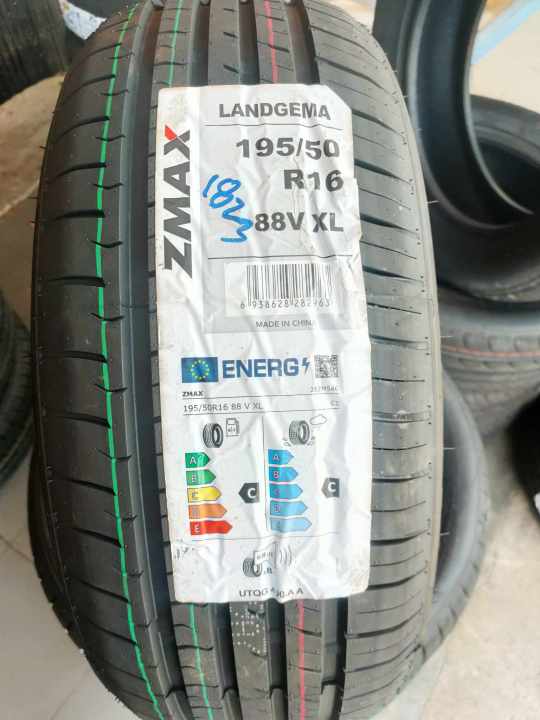 ZMAX
LANDGEMA
195/50
R16
88V XL
6 938628 282963
MADE IN CHINA
ENERG
ZMAX
195/50R16 88 V XL
C1
A
B
C
E
C
A
B
C
C
UTQG
A A